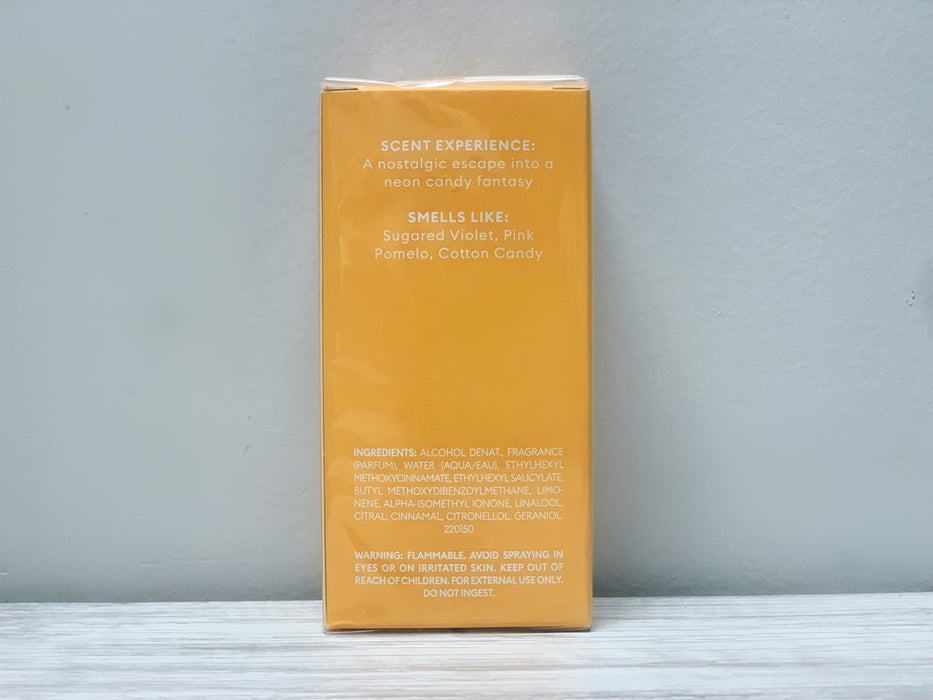 SCENT EXPERIENCE:
A nostalgic escape into a
neon candy fantasy
SMELLS LIKE:
Sugared Violet, Pink
Pomelo, Cotton Candy
INGREDIENTS: ALCOHOL DENAT., FRAGRANCE
(PARFUM), WATER (AQUA/EAU), ETHYLHEXYL
METHOXYCINNAMATE, ETHYLHEXYL SALICYLATE,
BUTYL METHOXYDIBENZOYLMETHANE, LIMO-
NENE, ALPHA-ISOMETHYL IONONE, LINALOOL,
CITRAL, CINNAMAL, CITRONELLOL, GERANIOL.
220150
WARNING: FLAMMABLE. AVOID SPRAYING IN
EYES OR ON IRRITATED SKIN. KEEP OUT OF
REACH OF CHILDREN. FOR EXTERNAL USE ONLY.
DO NOT INGEST.